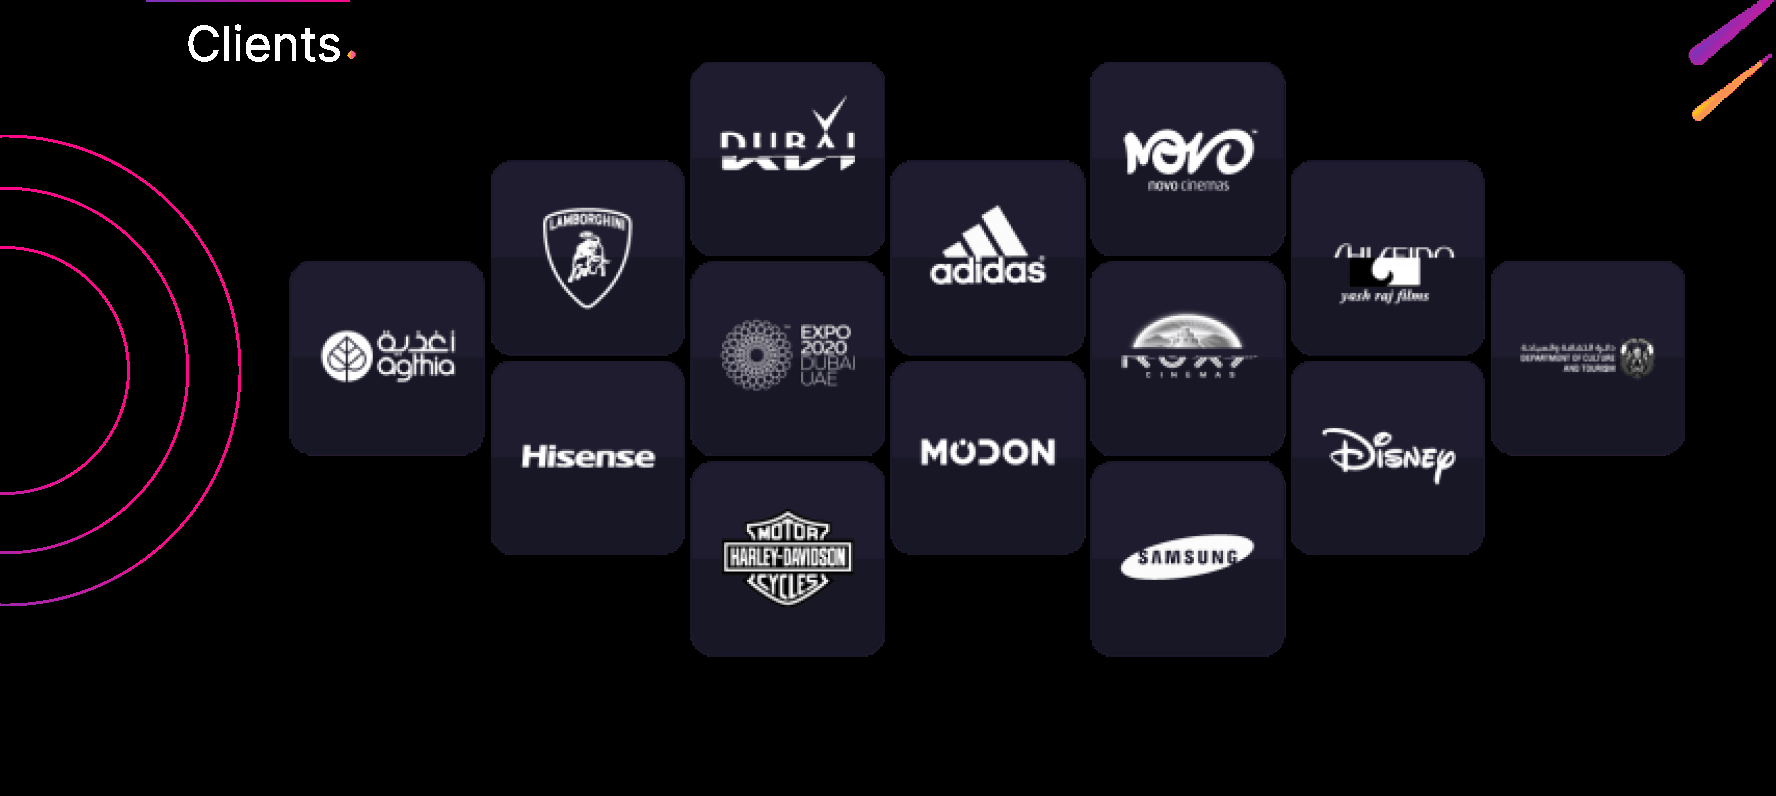 Clients.
DUBAI
NOVO
novo cinemas
LAMBORGHINI
adidas
SHISEIDO
yash raj films
أغذية
agthia
EXPO
2020
DUBAI
UAE
ROXY
CINEMAS
دائرة الثقافة والسياحة
DEPARTMENT OF CULTURE
AND TOURISM
Hisense
MODON
Disney
MOTOR
HARLEY-DAVIDSON
CYCLES
SAMSUNG